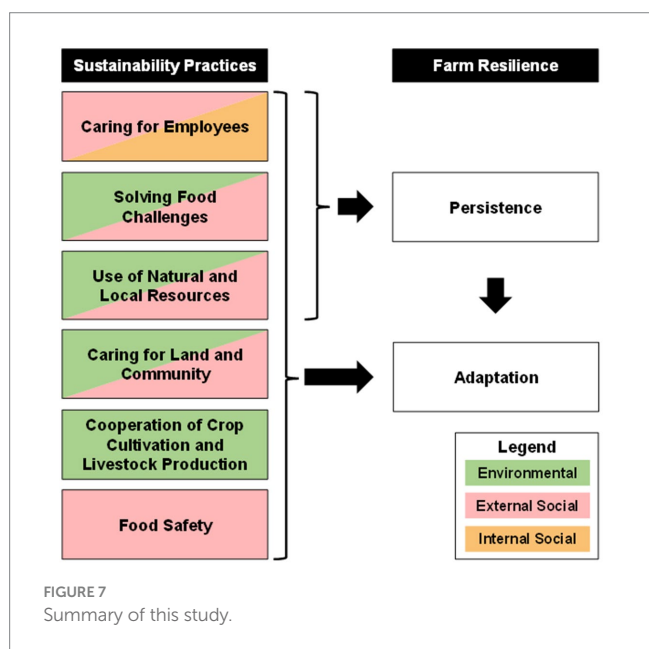 Sustainability Practices
Farm Resilience
Caring for Employees
Solving Food
Challenges
Use of Natural and
Local Resources
Caring for Land and
Community
Cooperation of Crop
Cultivation and
Livestock Production
Food Safety
Persistence
Adaptation
Legend
Environmental
External Social
Internal Social
FIGURE 7
Summary of this study.